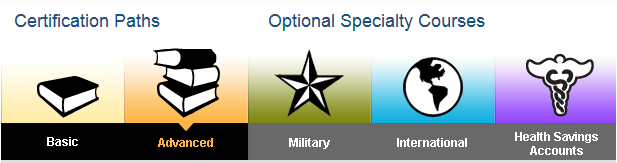 Certification Paths
Optional Specialty Courses
Basic
Advanced
Military
International
Health Savings
Accounts